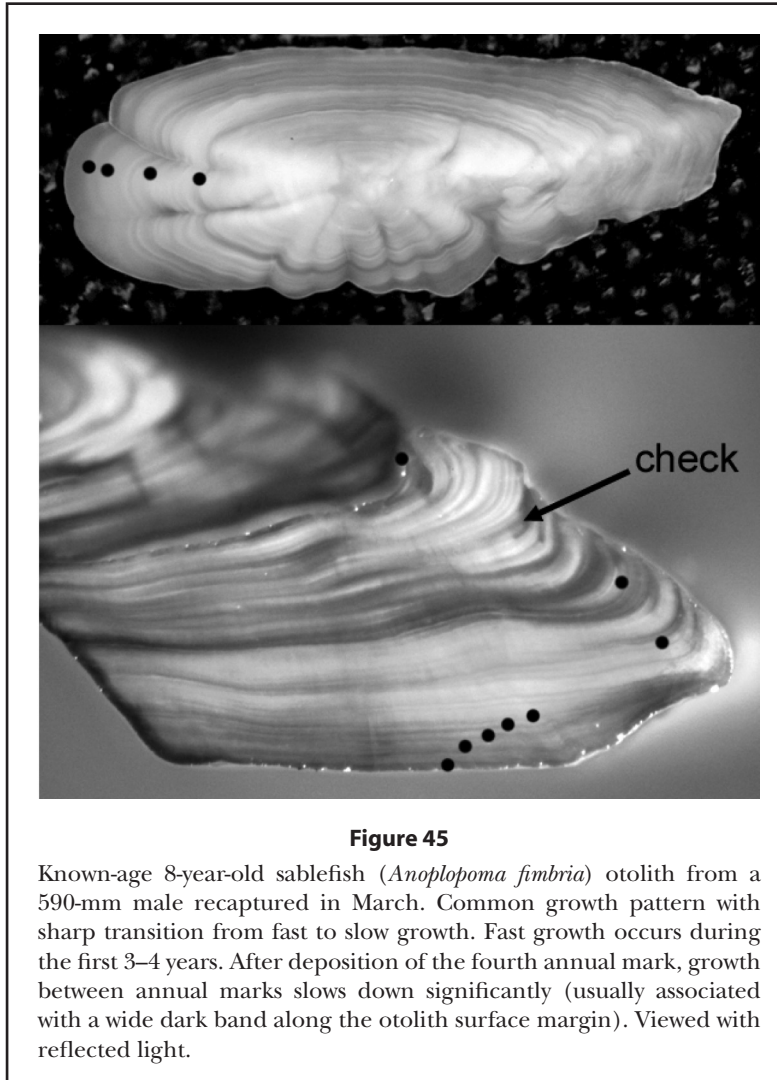 check
Figure 45
Known-age 8-year-old sablefish (Anoplopoma fimbria) otolith from a
590-mm male recaptured in March. Common growth pattern with
sharp transition from fast to slow growth. Fast growth occurs during
the first 3–4 years. After deposition of the fourth annual mark, growth
between annual marks slows down significantly (usually associated
with a wide dark band along the otolith surface margin). Viewed with
reflected light.